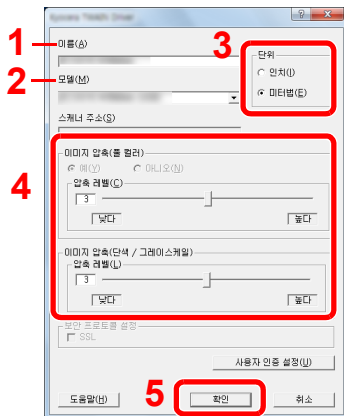 1
이름(A)
2
모델(M)
3
단위
인치(I)
미터법(E)
스캐너 주소(S)
4
이미지 압축(풀 컬러)
예(Y) 아니오(N)
압축 레벨(C)
3
낮다 높다
이미지 압축(단색 / 그레이스케일)
압축 레벨(L)
3
낮다 높다
보안 프로토콜 설정
SSL
사용자 인증 설정(U)
5
도움말(H) 확인 취소